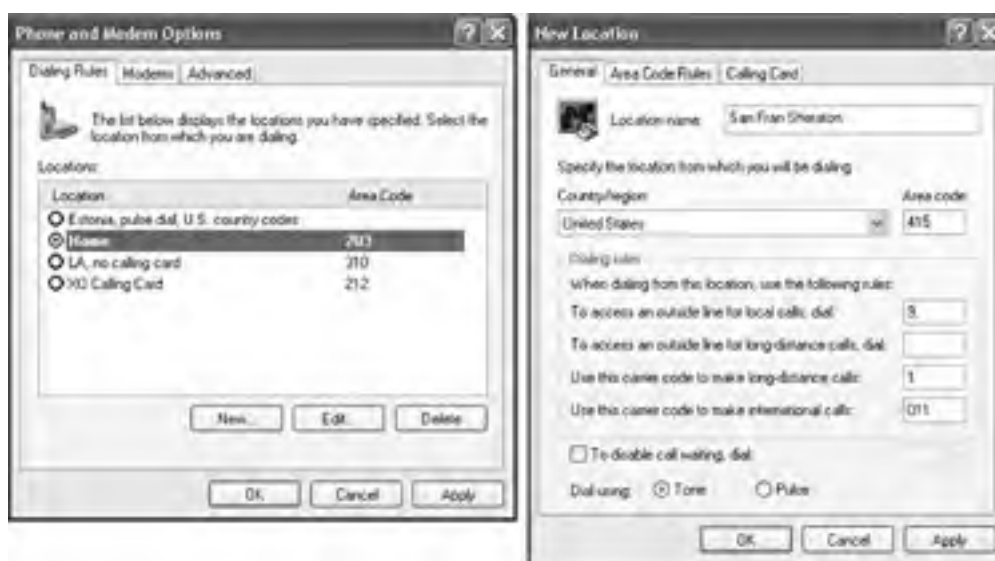 Phone and Modem Options
Dialing Rules Modems Advanced
The list below displays the locations you have specified. Select the
location from which you are dialing.
Locations:
Location Area Code
Estonia, pulse dial, U.S. country codes
Home 203
LA, no calling card 310
XO Calling Card 212
New... Edit... Delete
OK Cancel Apply
New Location
General Area Code Rules Calling Card
Location name: San Fran Sheraton
Specify the location from which you will be dialing.
Country/region: Area code:
United States 415
Dialing rules
When dialing from this location, use the following rules:
To access an outside line for local calls, dial: 9,
To access an outside line for long-distance calls, dial:
Use this carrier code to make long-distance calls: 1
Use this carrier code to make international calls: 011
To disable call waiting, dial:
Dial using: Tone Pulse
OK Cancel Apply